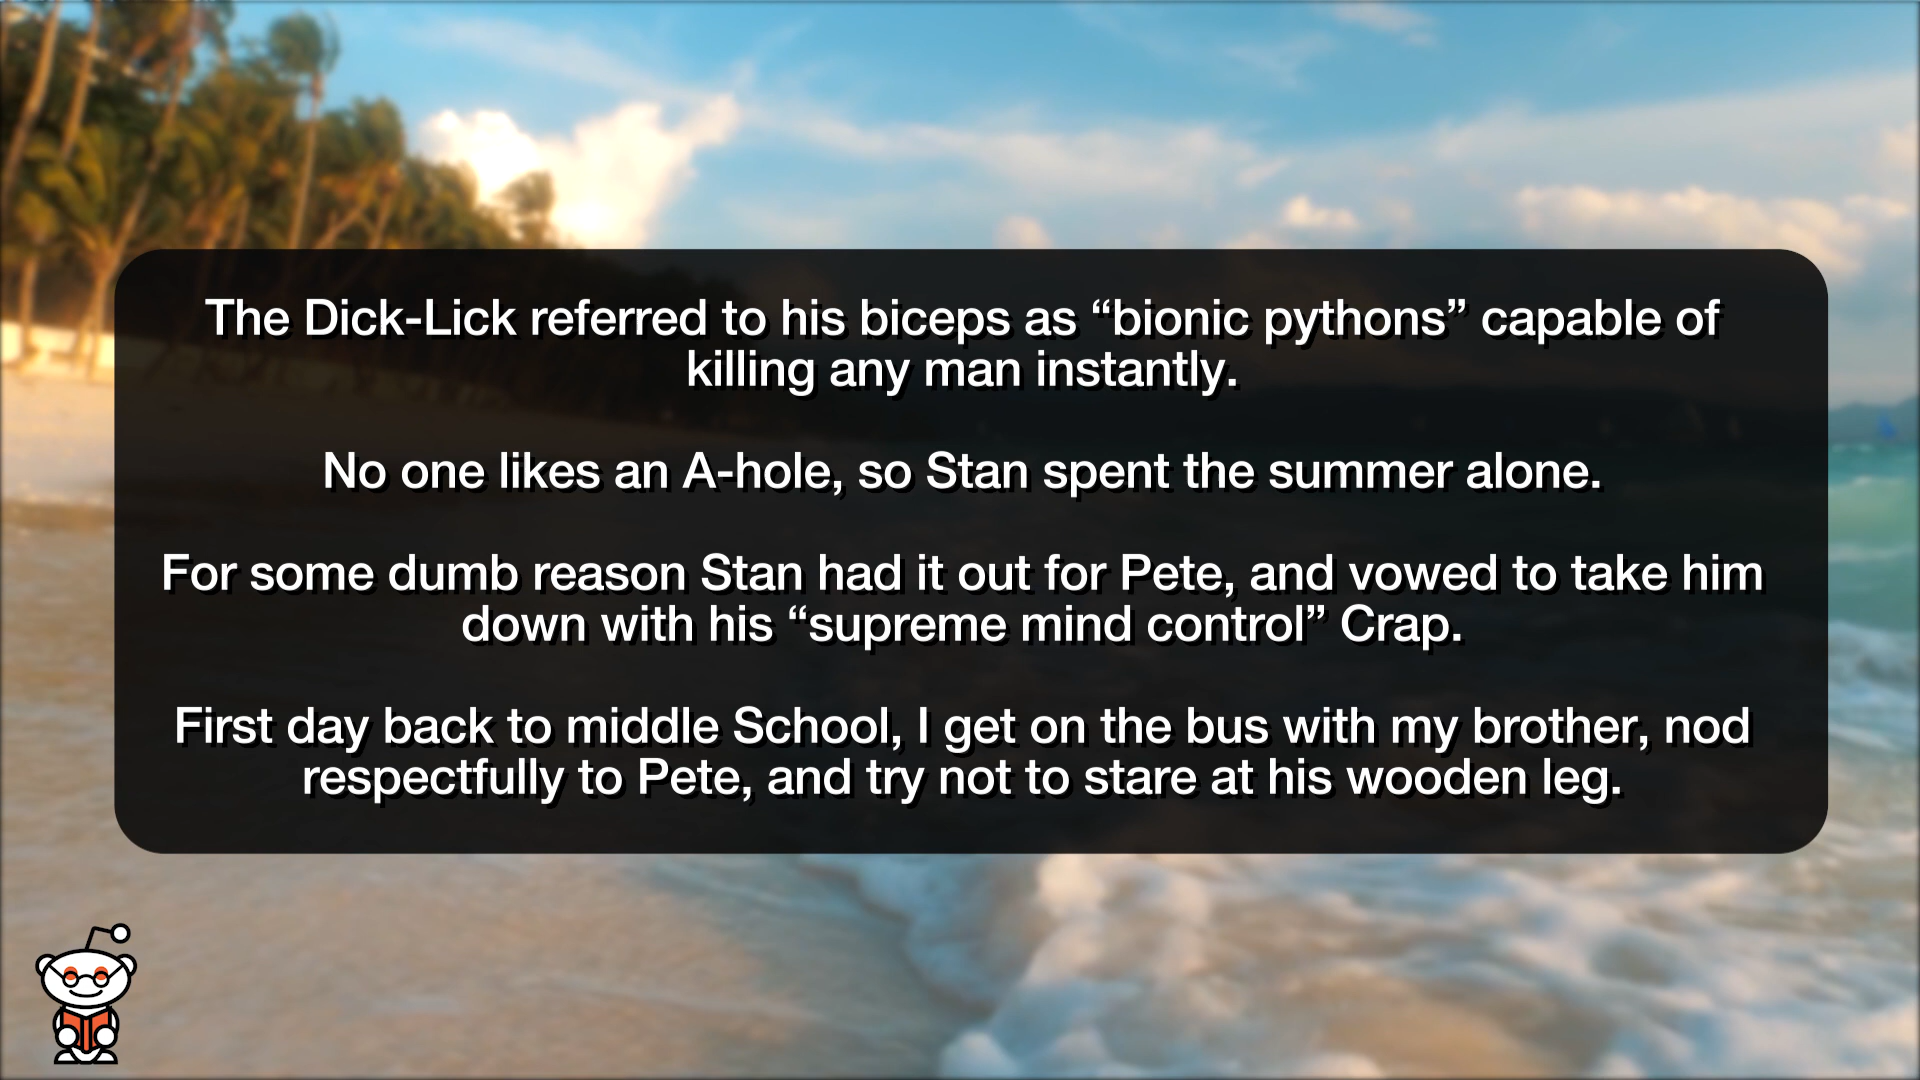 The Dick-Lick referred to his biceps as “bionic pythons” capable of
killing any man instantly.
No one likes an A-hole, so Stan spent the summer alone.
For some dumb reason Stan had it out for Pete, and vowed to take him
down with his “supreme mind control” Crap.
First day back to middle School, I get on the bus with my brother, nod
respectfully to Pete, and try not to stare at his wooden leg.